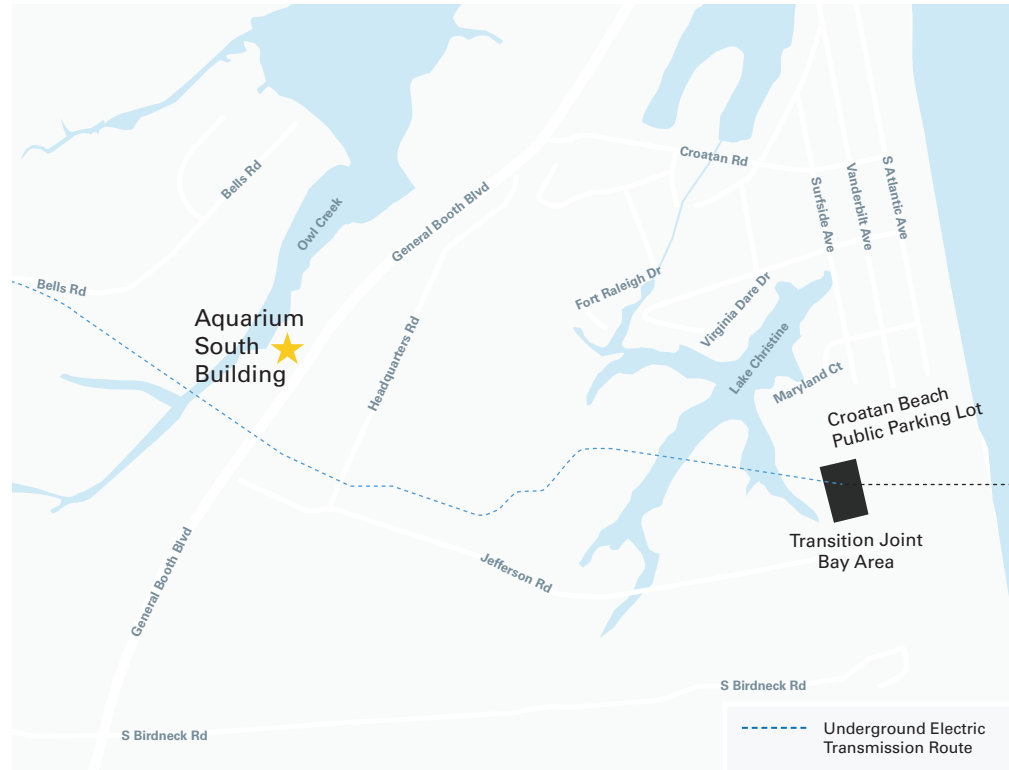 Croatan Rd
Bells Rd
Owl Creek
General Booth Blvd
Surfside Ave
Vanderbilt Ave
S Atlantic Ave
Bells Rd
Fort Raleigh Dr
Virginia Dare Dr
Aquarium
South
Building
Headquarters Rd
Lake Christine
Maryland Ct
Croatan Beach
Public Parking Lot
Transition Joint
Bay Area
General Booth Blvd
Jefferson Rd
S Birdneck Rd
S Birdneck Rd
Underground Electric
Transmission Route